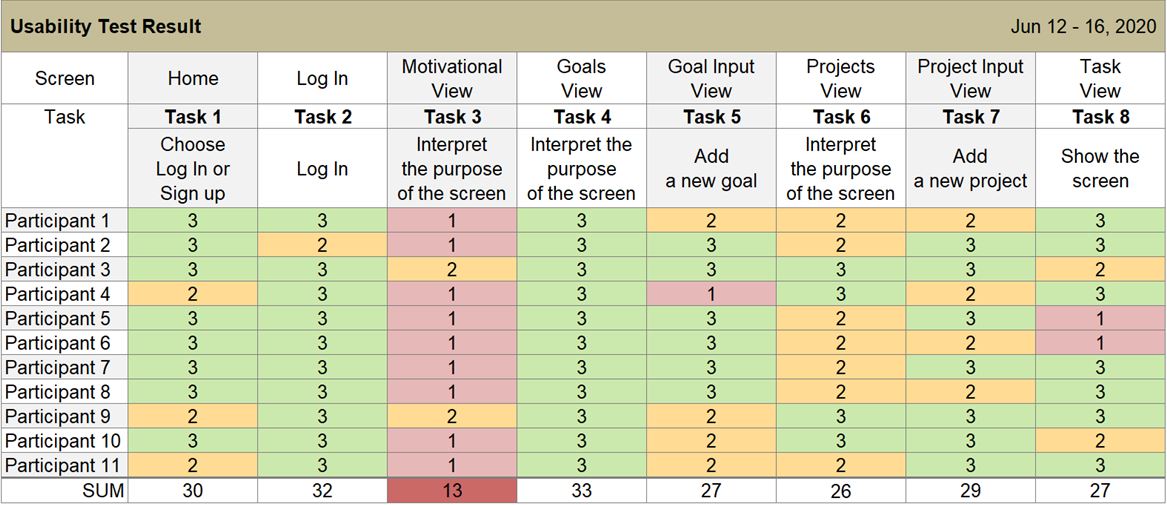 Usability Test Result Jun 12 - 16, 2020
Screen Home Log In Motivational View Goals View Goal Input View Projects View Project Input View Task View
Task Task 1 Task 2 Task 3 Task 4 Task 5 Task 6 Task 7 Task 8
Choose Log In or Sign up Log In Interpret the purpose of the screen Interpret the purpose of the screen Add a new goal Interpret the purpose of the screen Add a new project Show the screen
Participant 1 3 3 1 3 2 2 2 3
Participant 2 3 2 1 3 3 2 3 3
Participant 3 3 3 2 3 3 3 3 2
Participant 4 2 3 1 3 1 3 2 3
Participant 5 3 3 1 3 3 2 3 1
Participant 6 3 3 1 3 3 2 2 1
Participant 7 3 3 1 3 3 2 3 3
Participant 8 3 3 1 3 3 2 2 3
Participant 9 2 3 2 3 2 3 3 3
Participant 10 3 3 1 3 2 3 3 2
Participant 11 2 3 1 3 2 2 3 3
SUM 30 32 13 33 27 26 29 27